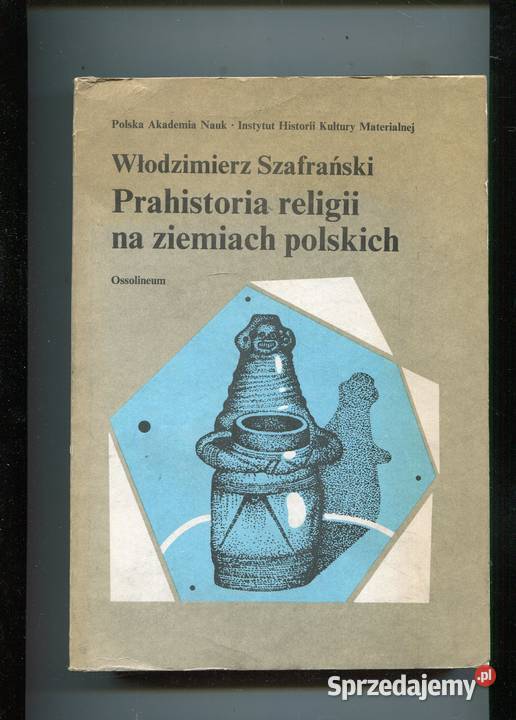 Polska Akademia Nauk · Instytut Historii Kultury Materialnej
Włodzimierz Szafrański
Prahistoria religii
na ziemiach polskich
Ossolineum
Sprzedajemy.pl